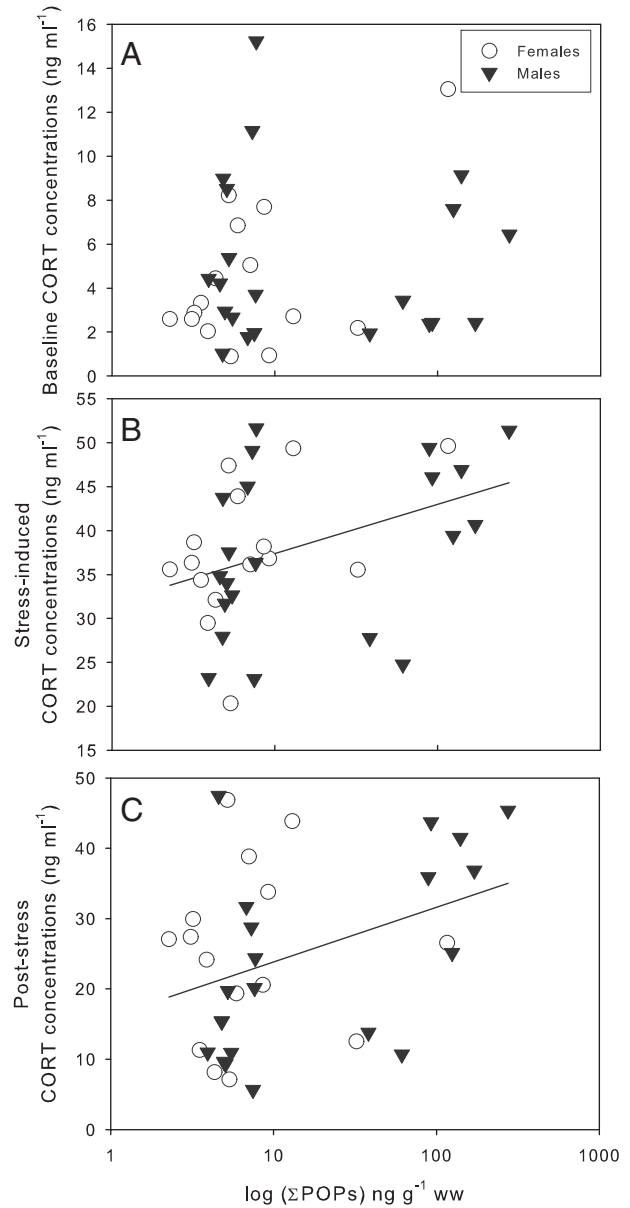 A
Females
Males
16
14
12
10
8
6
4
2
0
Baseline CORT concentrations (ng ml⁻¹)
B
55
50
45
40
35
30
25
20
15
Stress-induced
CORT concentrations (ng ml⁻¹)
C
50
40
30
20
10
0
Post-stress
CORT concentrations (ng ml⁻¹)
1 10 100 1000
log (ΣPOPs) ng g⁻¹ ww